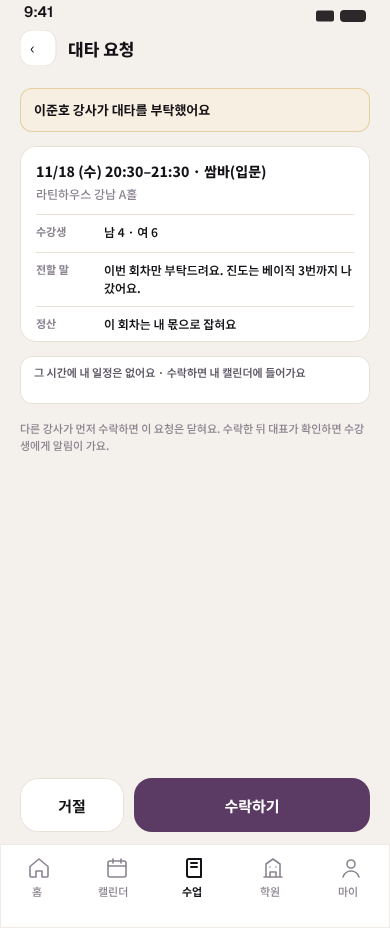 9:41
‹ 대타 요청
이준호 강사가 대타를 부탁했어요
11/18 (수) 20:30–21:30 · 쌈바(입문)
라틴하우스 강남 A홀
수강생 남 4 · 여 6
전할 말 이번 회차만 부탁드려요. 진도는 베이직 3번까지 나
갔어요.
정산 이 회차는 내 몫으로 잡혀요
그 시간에 내 일정은 없어요 · 수락하면 내 캘린더에 들어가요
다른 강사가 먼저 수락하면 이 요청은 닫혀요. 수락한 뒤 대표가 확인하면 수강
생에게 알림이 가요.
거절 수락하기
홈 캘린더 수업 학원 마이